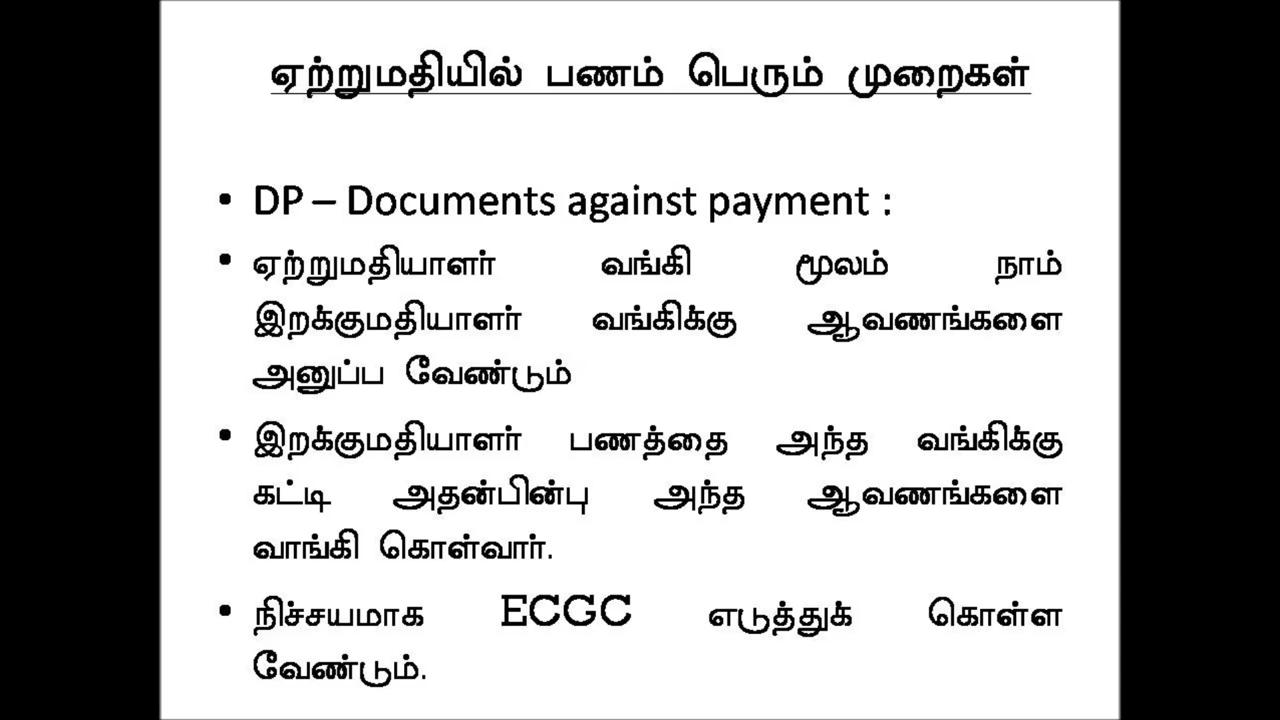 ஏற்றுமதியில் பணம் பெரும் முறைகள்
• DP – Documents against payment :
• ஏற்றுமதியாளர் வங்கி மூலம் நாம்
இறக்குமதியாளர் வங்கிக்கு ஆவணங்களை
அனுப்ப வேண்டும்
• இறக்குமதியாளர் பணத்தை அந்த வங்கிக்கு
கட்டி அதன்பின்பு அந்த ஆவணங்களை
வாங்கி கொள்வார்.
• நிச்சயமாக ECGC எடுத்துக் கொள்ள
வேண்டும்.